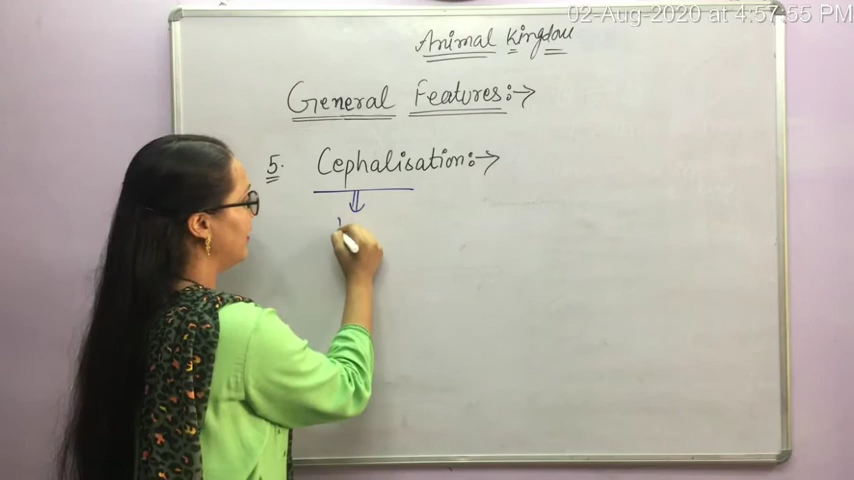 02-Aug-2020 at 4:57:55 PM
Animal Kingdom
General Features:→
5. Cephalisation:→